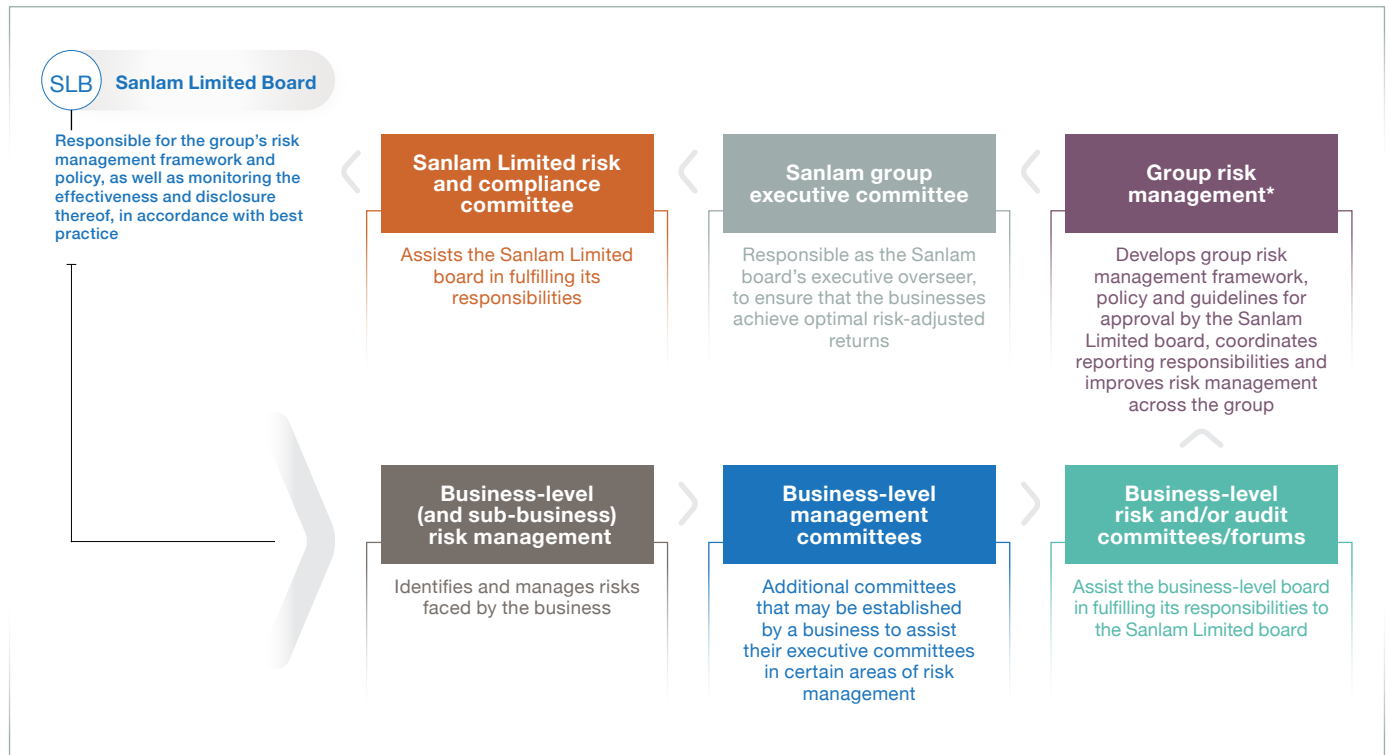 SLB Sanlam Limited Board
Responsible for the group's risk
management framework and
policy, as well as monitoring the
effectiveness and disclosure
thereof, in accordance with best
practice
Sanlam Limited risk
and compliance
committee
Assists the Sanlam Limited
board in fulfilling its
responsibilities
Sanlam group
executive committee
Responsible as the Sanlam
board's executive overseer,
to ensure that the businesses
achieve optimal risk-adjusted
returns
Group risk
management*
Develops group risk
management framework,
policy and guidelines for
approval by the Sanlam
Limited board, coordinates
reporting responsibilities and
improves risk management
across the group
Business-level
(and sub-business)
risk management
Identifies and manages risks
faced by the business
Business-level
management
committees
Additional committees
that may be established
by a business to assist
their executive committees
in certain areas of risk
management
Business-level
risk and/or audit
committees/forums
Assist the business-level board
in fulfilling its responsibilities to
the Sanlam Limited board